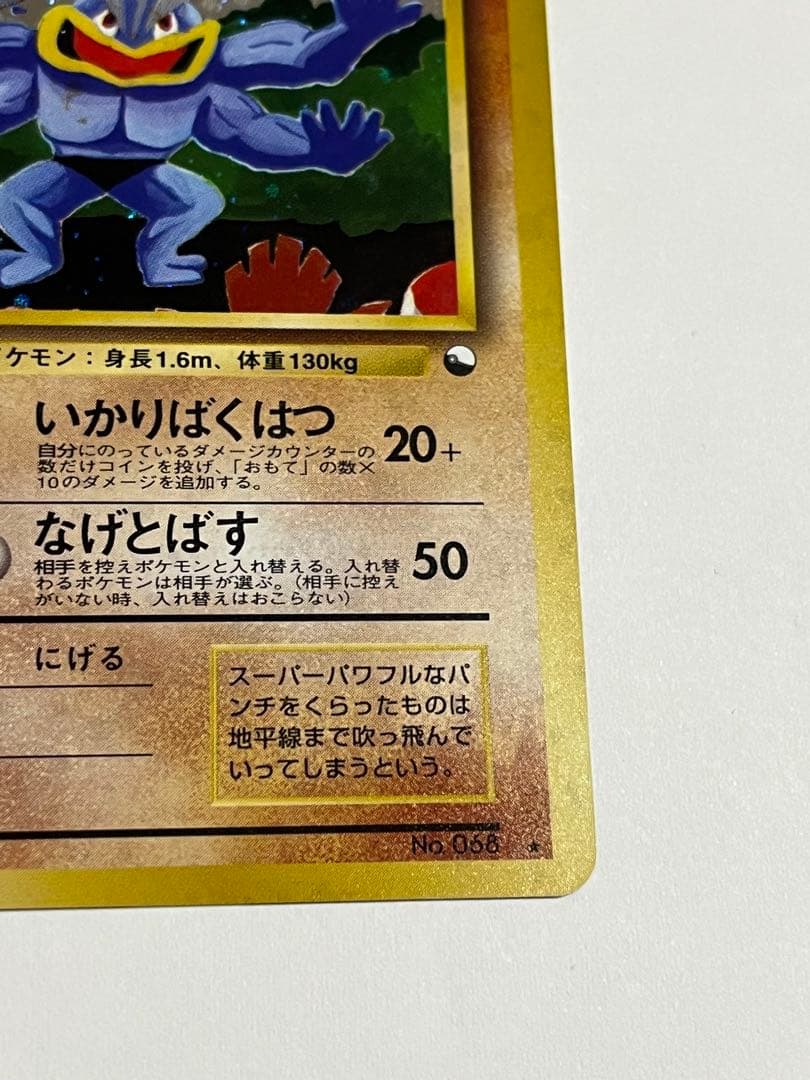 ケモン：身長1.6m、体重130kg
いかりばくはつ 20+
自分にのっているダメージカウンターの
数だけコインを投げ、「おもて」の数×
10のダメージを追加する。
なげとばす 50
相手を控えポケモンと入れ替える。入れ替
わるポケモンは相手が選ぶ。(相手に控え
がいない時、入れ替えはおこらない)
にげる
スーパーパワフルなパ
ンチをくらったものは
地平線まで吹っ飛んで
いってしまうという。
No. 068 ★